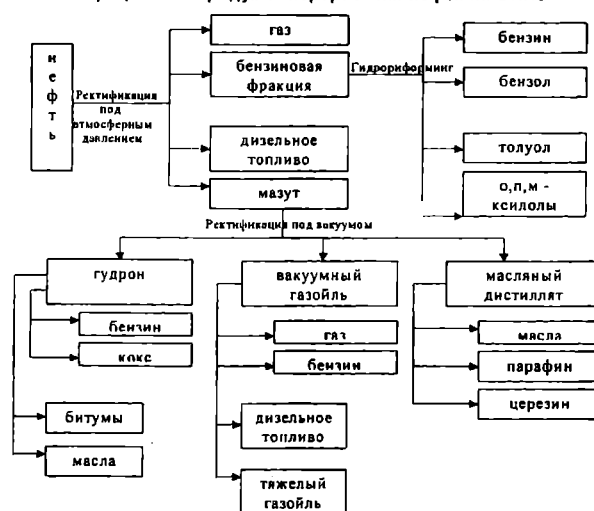 газ
бензин
нефть
бензиновая
фракция
Гидрориформинг
Ректификация
под
атмосферным
давлением
бензол
дизельное
топливо
толуол
мазут
о,п,м -
ксилолы
Ректификация под вакуумом
гудрон
вакуумный
газойль
масляный
дистиллят
бензин
газ
масла
кокс
бензин
парафин
битумы
дизельное
топливо
церезин
масла
тяжелый
газойль